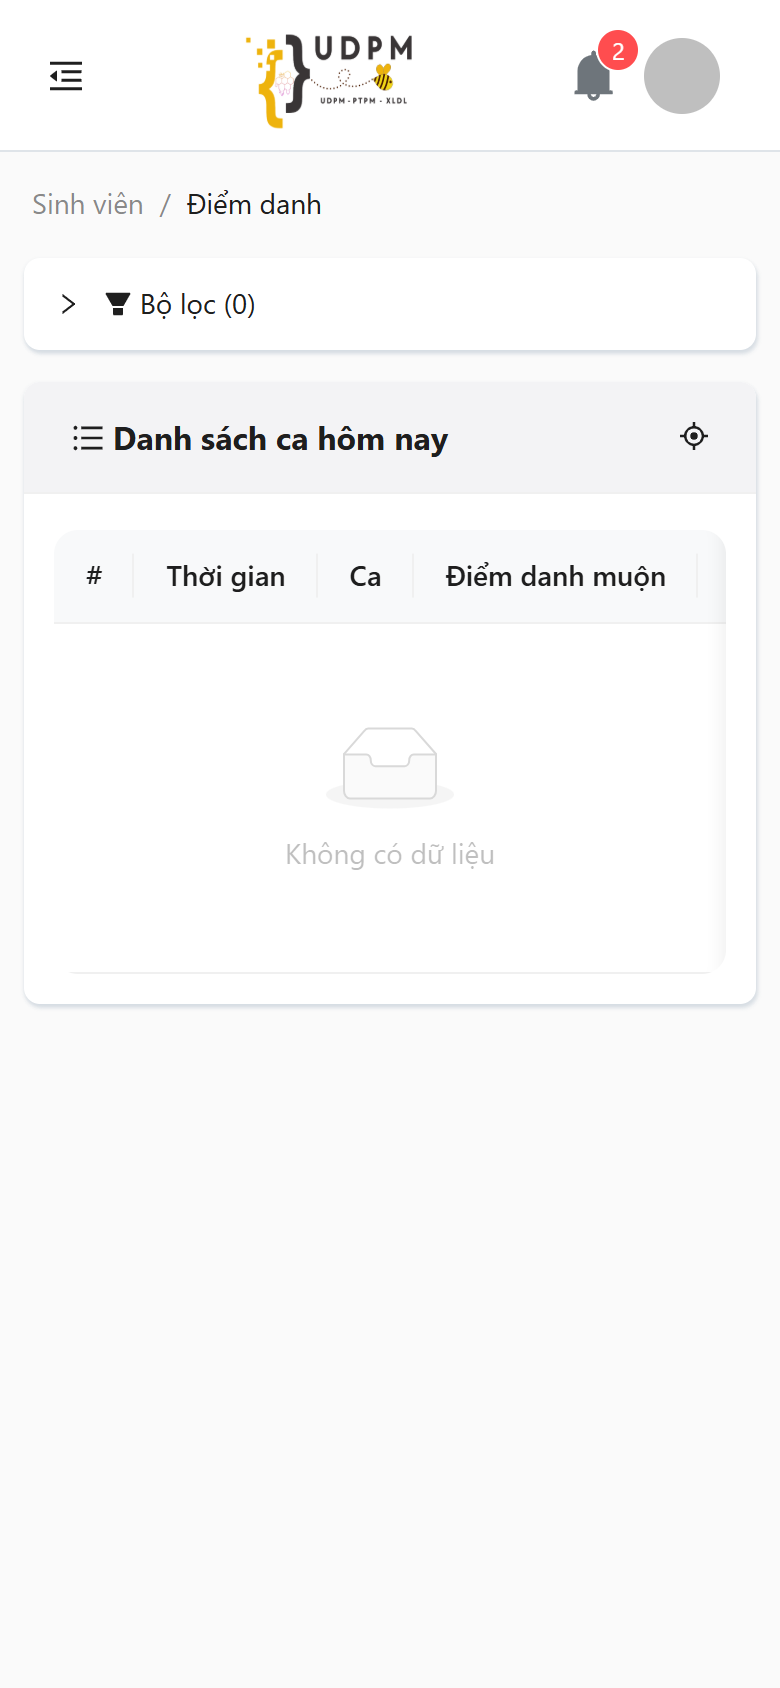 UDPM
UDPM - PTPM - XLDL
2
Sinh viên / Điểm danh
Bộ lọc (0)
Danh sách ca hôm nay
# Thời gian Ca Điểm danh muộn
Không có dữ liệu